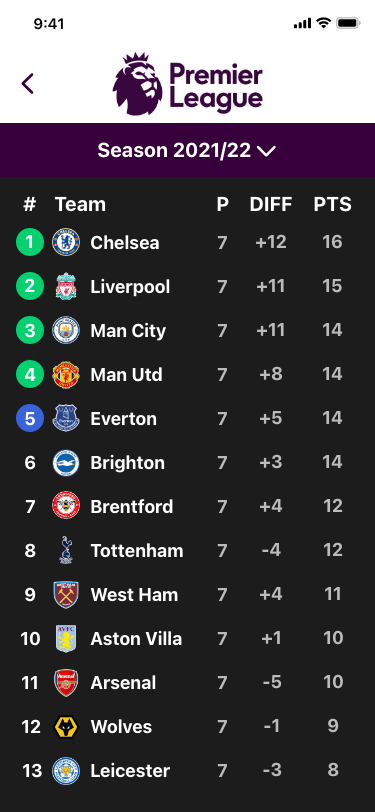 9:41
Premier
League
Season 2021/22
# Team P DIFF PTS
1 Chelsea 7 +12 16
2 Liverpool 7 +11 15
3 Man City 7 +11 14
4 Man Utd 7 +8 14
5 Everton 7 +5 14
6 Brighton 7 +3 14
7 Brentford 7 +4 12
8 Tottenham 7 -4 12
9 West Ham 7 +4 11
10 Aston Villa 7 +1 10
11 Arsenal 7 -5 10
12 Wolves 7 -1 9
13 Leicester 7 -3 8